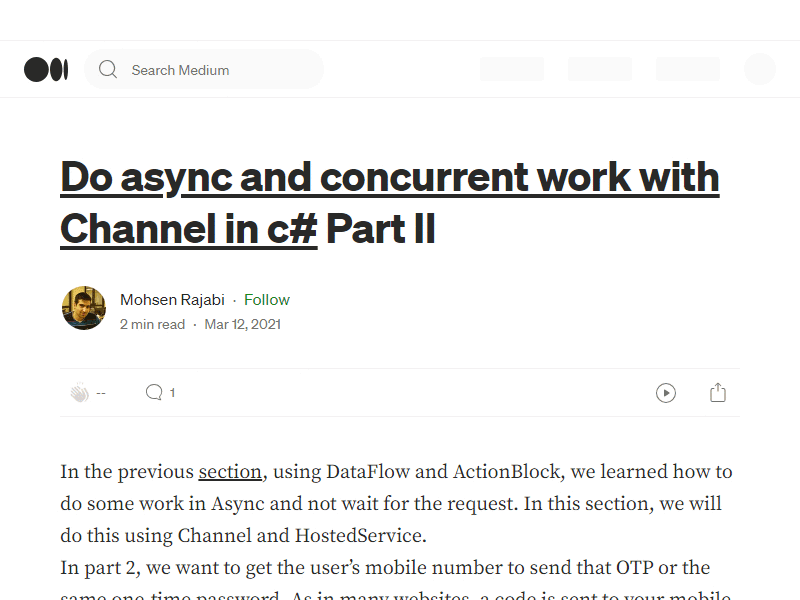 Search Medium
Do async and concurrent work with
Channel in c# Part II
Mohsen Rajabi · Follow
2 min read · Mar 12, 2021
-- 1
In the previous section, using DataFlow and ActionBlock, we learned how to
do some work in Async and not wait for the request. In this section, we will
do this using Channel and HostedService.
In part 2, we want to get the user's mobile number to send that OTP or the
same one-time password. As in many websites, a code is sent to your mobile